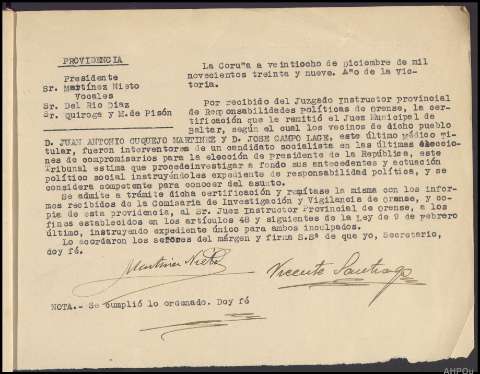 PROVIDENCIA
Presidente
Sr. Martínez Nieto
Vocales
Sr. Del Rio Diaz
Sr. Quiroga y M. de Pisón
La Coruña a veintiocho de diciembre de mil
novecientos treinta y nueve. Año de la Vic-
toria.
Por recibido del Juzgado Ynstructor provincial
de Responsabilidades políticas de Orense, la cer-
tificación que le remitió el Juez Municipal de
Baltar, según el cual los vecinos de dicho pueblo
D. JUAN ANTONIO CUQUEJO MARTINEZ y D. JOSE CAMPO LAGE, este último médico ti-
tular, fueron interventores de un candidato socialista en las últimas eleccio-
nes de compromisarios para la elección de Presidente de la República, este
Tribunal estima que procede investigar a fondo sus antecedentes y actuación
político social instruyéndoles expediente de responsabilidad política, y se
considera competente para conocer del asunto.
Se admite a trámite dicha certificación y remítase la misma con los infor-
mes recibidos de la Comisaria de Investigación y Vigilancia de Orense, y co-
pia de esta providencia, al Sr. Juez Instructor Provincial de Orense, a los
fines establecidos en los artículos 48 y siguientes de la Ley de 9 de Febrero
último, instruyendo expediente único para ambos inculpados.
Lo acordaron los señores del márgen y firma S.Sª de que yo, Secretario,
doy fé.
Martínez Nieto
Vicente Santiago
NOTA.- Se cumplió lo ordenado. Doy fé
AHPOu